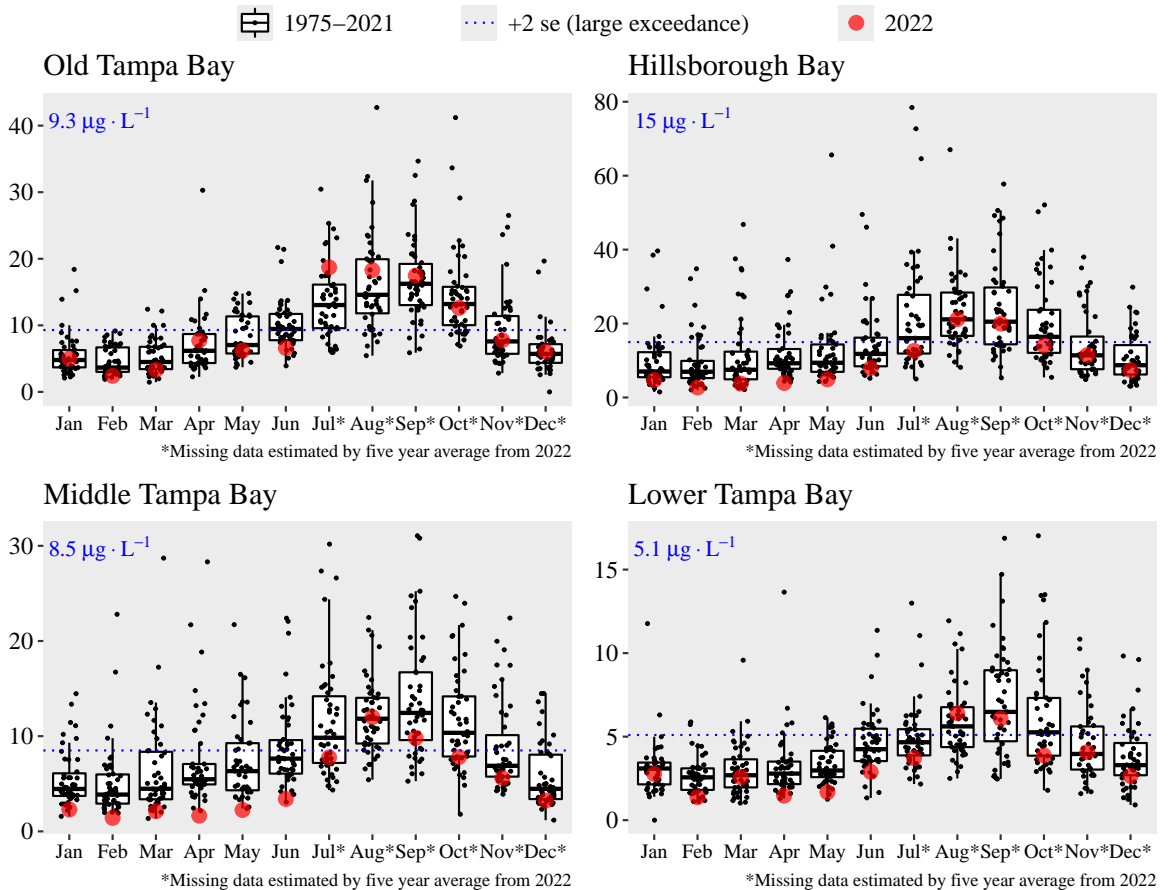 1975–2021 +2 se (large exceedance) 2022
Old Tampa Bay
9.3 μg · L⁻¹
40
30
20
10
0
Jan Feb Mar Apr May Jun Jul* Aug* Sep* Oct* Nov* Dec*
*Missing data estimated by five year average from 2022
Hillsborough Bay
15 μg · L⁻¹
80
60
40
20
0
Jan Feb Mar Apr May Jun Jul* Aug* Sep* Oct* Nov* Dec*
*Missing data estimated by five year average from 2022
Middle Tampa Bay
8.5 μg · L⁻¹
30
20
10
0
Jan Feb Mar Apr May Jun Jul* Aug* Sep* Oct* Nov* Dec*
*Missing data estimated by five year average from 2022
Lower Tampa Bay
5.1 μg · L⁻¹
15
10
5
0
Jan Feb Mar Apr May Jun Jul* Aug* Sep* Oct* Nov* Dec*
*Missing data estimated by five year average from 2022